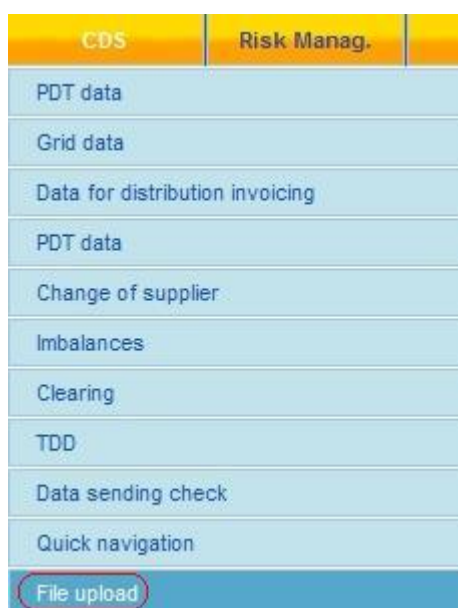 CDS Risk Manag.
PDT data
Grid data
Data for distribution invoicing
PDT data
Change of supplier
Imbalances
Clearing
TDD
Data sending check
Quick navigation
File upload